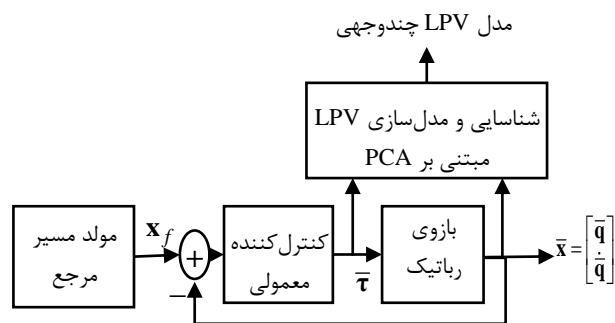 مدل LPV چندوجهی
شناسایی و مدل‌سازی LPV
مبتنی بر PCA
مولد مسیر
مرجع
x_f
+
−
کنترل‌کننده
معمولی
τ̄
بازوی
رباتیک
x̄ = [q̄
q̄̇]